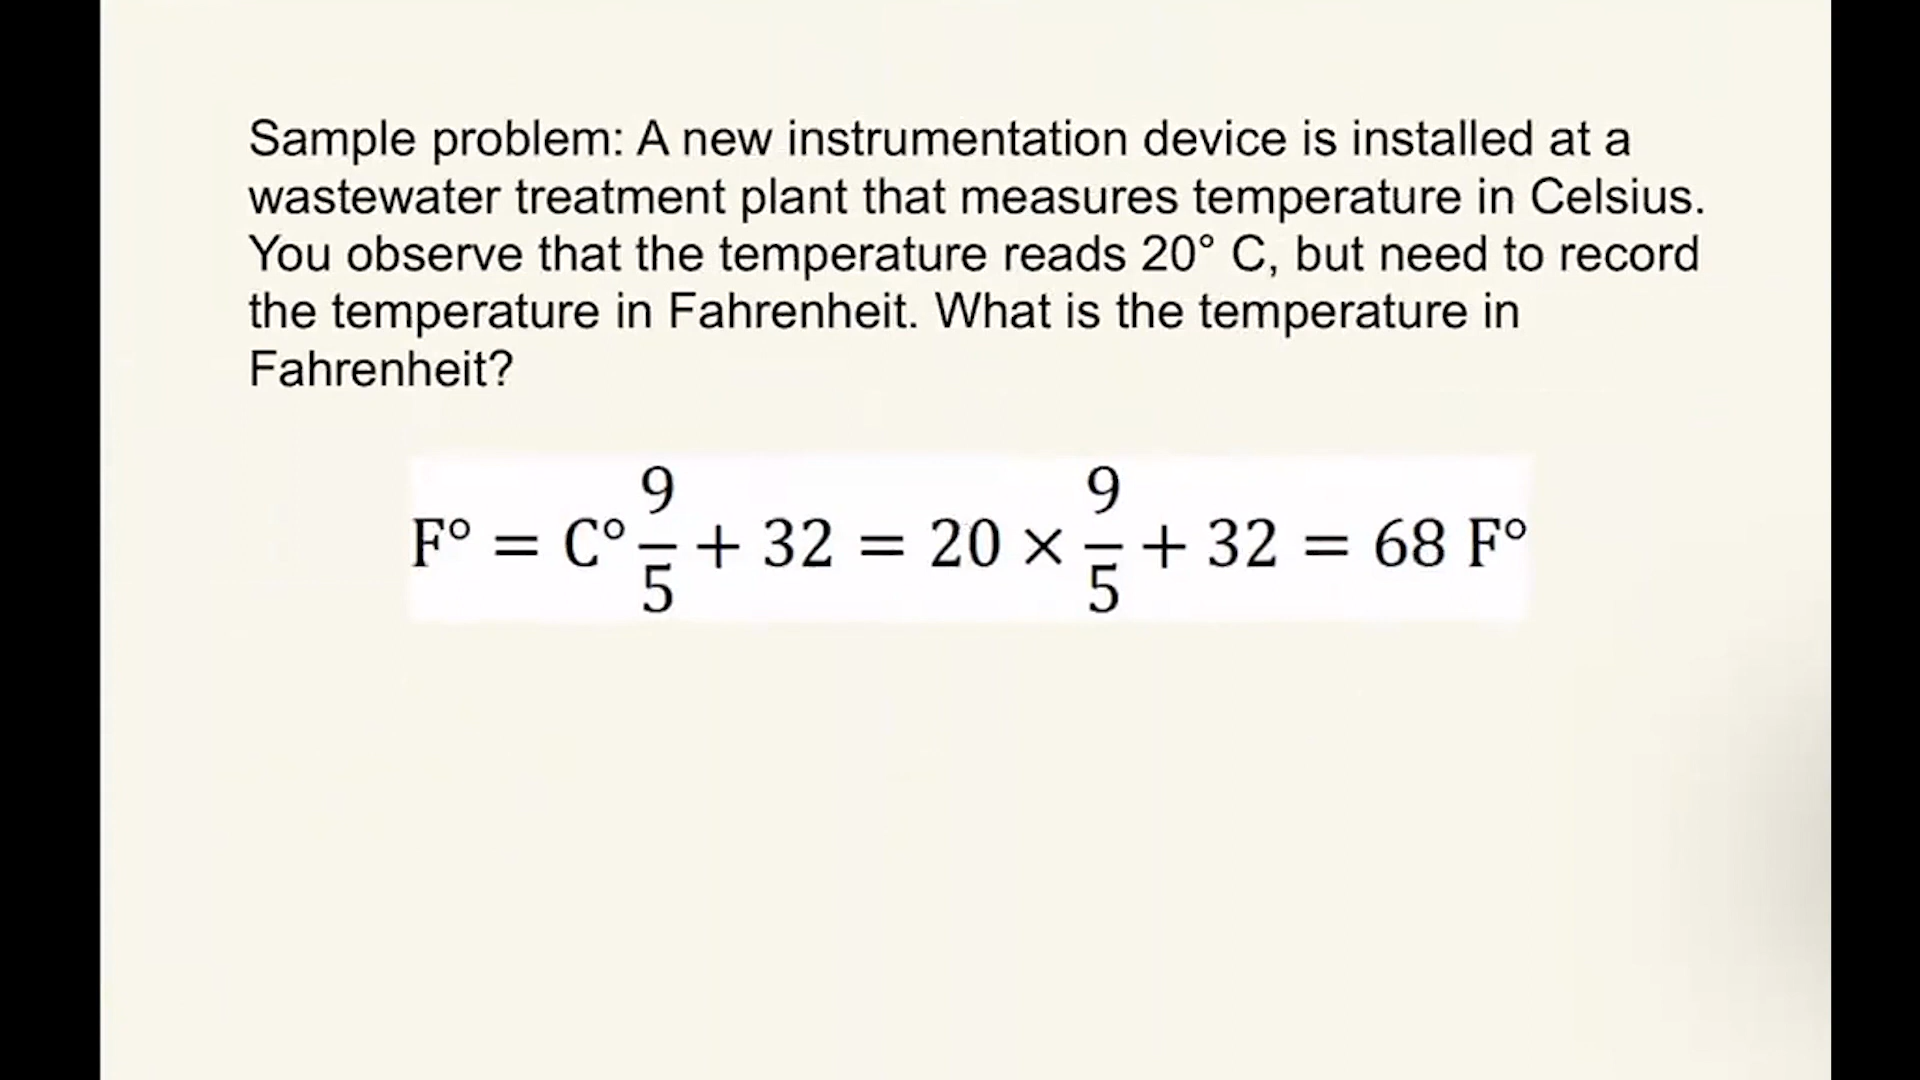 Sample problem: A new instrumentation device is installed at a
wastewater treatment plant that measures temperature in Celsius.
You observe that the temperature reads 20° C, but need to record
the temperature in Fahrenheit. What is the temperature in
Fahrenheit?
F° = C° 9/5 + 32 = 20 × 9/5 + 32 = 68 F°